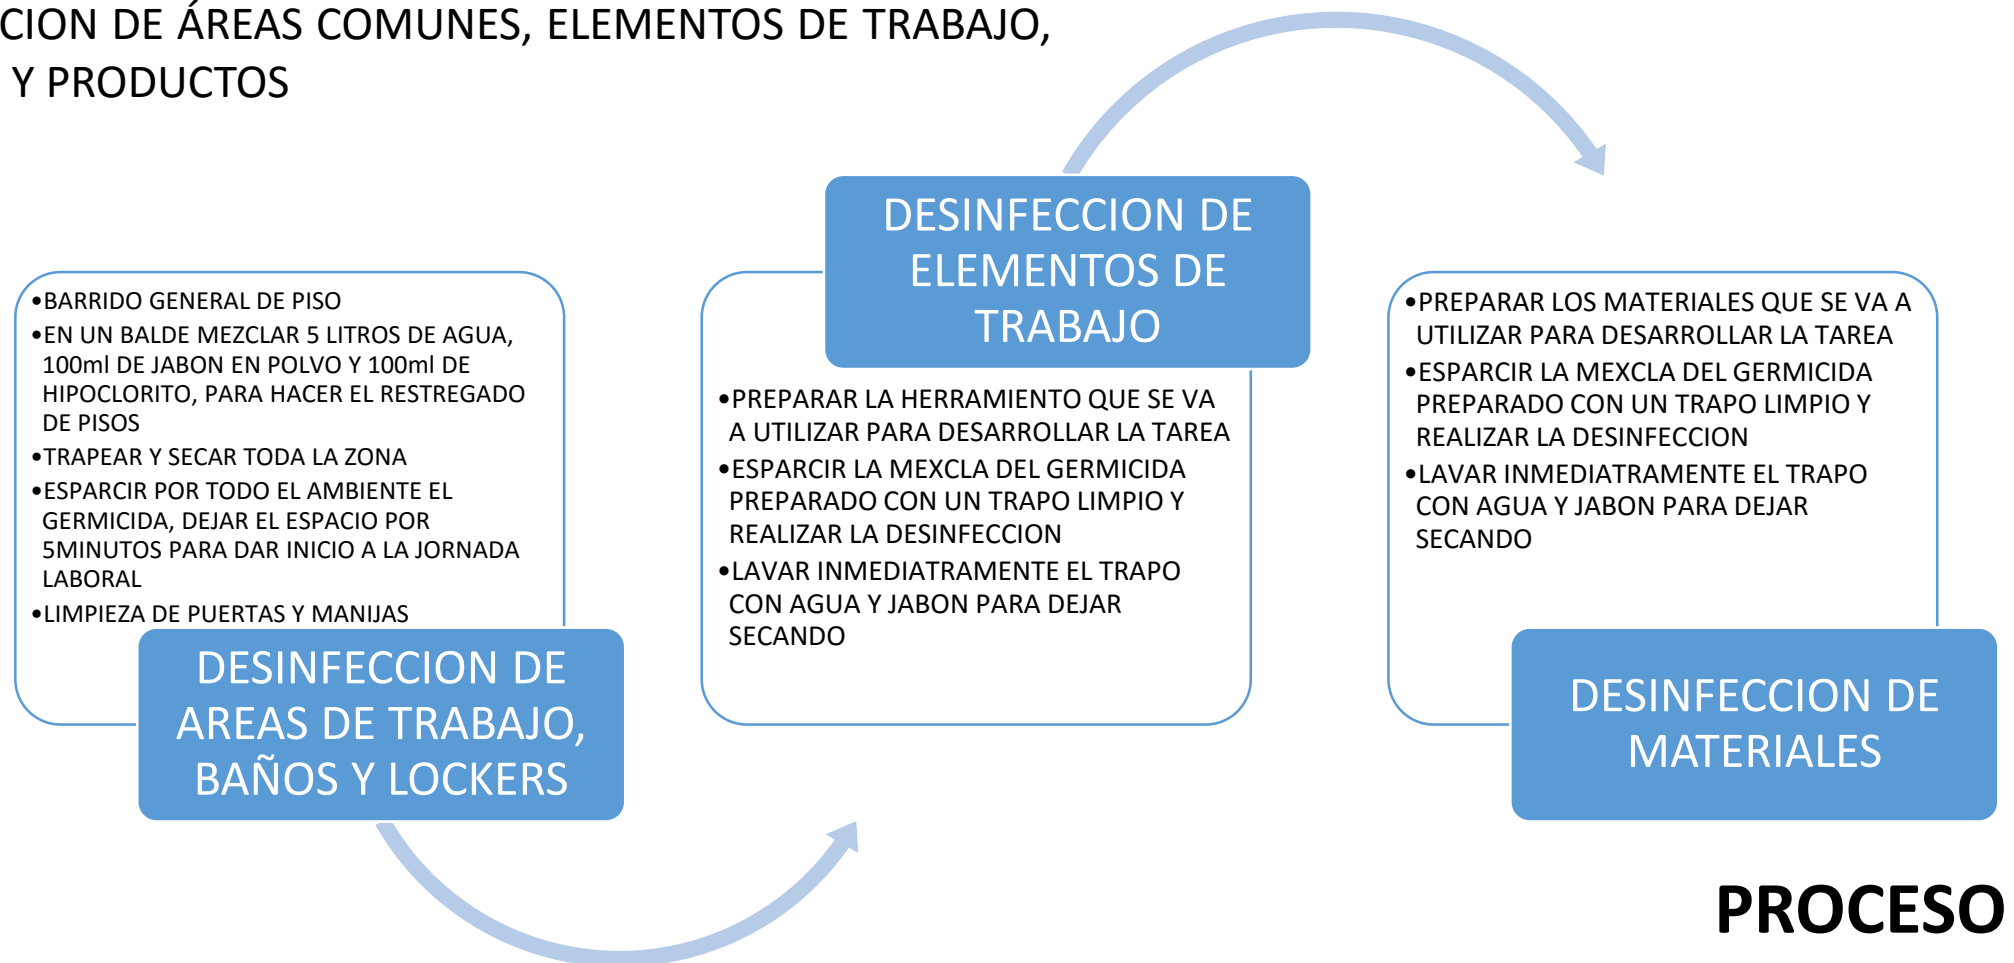 CION DE ÁREAS COMUNES, ELEMENTOS DE TRABAJO,
Y PRODUCTOS
•BARRIDO GENERAL DE PISO
•EN UN BALDE MEZCLAR 5 LITROS DE AGUA,
100ml DE JABON EN POLVO Y 100ml DE
HIPOCLORITO, PARA HACER EL RESTREGADO
DE PISOS
•TRAPEAR Y SECAR TODA LA ZONA
•ESPARCIR POR TODO EL AMBIENTE EL
GERMICIDA, DEJAR EL ESPACIO POR
5MINUTOS PARA DAR INICIO A LA JORNADA
LABORAL
•LIMPIEZA DE PUERTAS Y MANIJAS
DESINFECCION DE
AREAS DE TRABAJO,
BAÑOS Y LOCKERS
DESINFECCION DE
ELEMENTOS DE
TRABAJO
•PREPARAR LA HERRAMIENTO QUE SE VA
A UTILIZAR PARA DESARROLLAR LA TAREA
•ESPARCIR LA MEXCLA DEL GERMICIDA
PREPARADO CON UN TRAPO LIMPIO Y
REALIZAR LA DESINFECCION
•LAVAR INMEDIATRAMENTE EL TRAPO
CON AGUA Y JABON PARA DEJAR
SECANDO
•PREPARAR LOS MATERIALES QUE SE VA A
UTILIZAR PARA DESARROLLAR LA TAREA
•ESPARCIR LA MEXCLA DEL GERMICIDA
PREPARADO CON UN TRAPO LIMPIO Y
REALIZAR LA DESINFECCION
•LAVAR INMEDIATRAMENTE EL TRAPO
CON AGUA Y JABON PARA DEJAR
SECANDO
DESINFECCION DE
MATERIALES
PROCESO